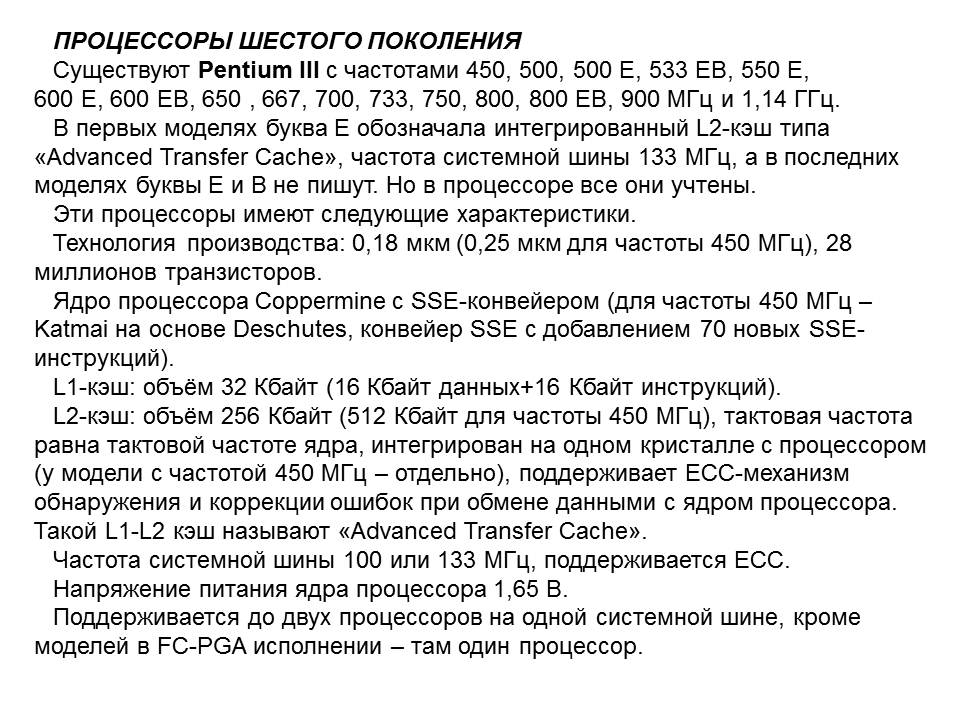 ПРОЦЕССОРЫ ШЕСТОГО ПОКОЛЕНИЯ
Существуют Pentium III с частотами 450, 500, 500 E, 533 EB, 550 E,
600 E, 600 EB, 650 , 667, 700, 733, 750, 800, 800 EB, 900 МГц и 1,14 ГГц.
В первых моделях буква E обозначала интегрированный L2-кэш типа
«Advanced Transfer Cache», частота системной шины 133 МГц, а в последних
моделях буквы E и B не пишут. Но в процессоре все они учтены.
Эти процессоры имеют следующие характеристики.
Технология производства: 0,18 мкм (0,25 мкм для частоты 450 МГц), 28
миллионов транзисторов.
Ядро процессора Coppermine с SSE-конвейером (для частоты 450 МГц –
Katmai на основе Deschutes, конвейер SSE с добавлением 70 новых SSE-
инструкций).
L1-кэш: объём 32 Кбайт (16 Кбайт данных+16 Кбайт инструкций).
L2-кэш: объём 256 Кбайт (512 Кбайт для частоты 450 МГц), тактовая частота
равна тактовой частоте ядра, интегрирован на одном кристалле с процессором
(у модели с частотой 450 МГц – отдельно), поддерживает ECC-механизм
обнаружения и коррекции ошибок при обмене данными с ядром процессора.
Такой L1-L2 кэш называют «Advanced Transfer Cache».
Частота системной шины 100 или 133 МГц, поддерживается ECC.
Напряжение питания ядра процессора 1,65 В.
Поддерживается до двух процессоров на одной системной шине, кроме
моделей в FC-PGA исполнении – там один процессор.